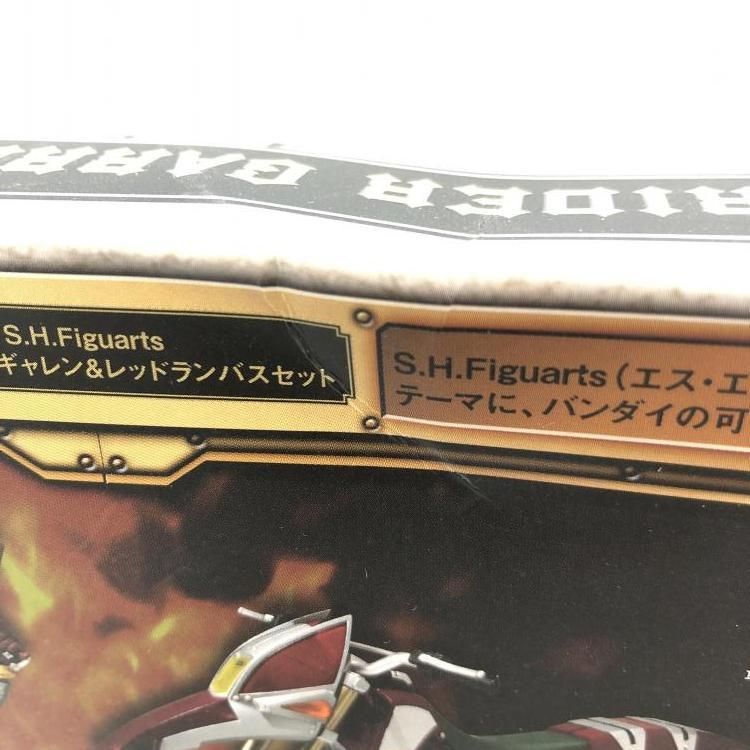 RIDER GARR
S.H.Figuarts
ギャレン&レッドランバスセット
S.H.Figuarts（エス・エ
テーマに、バンダイの可